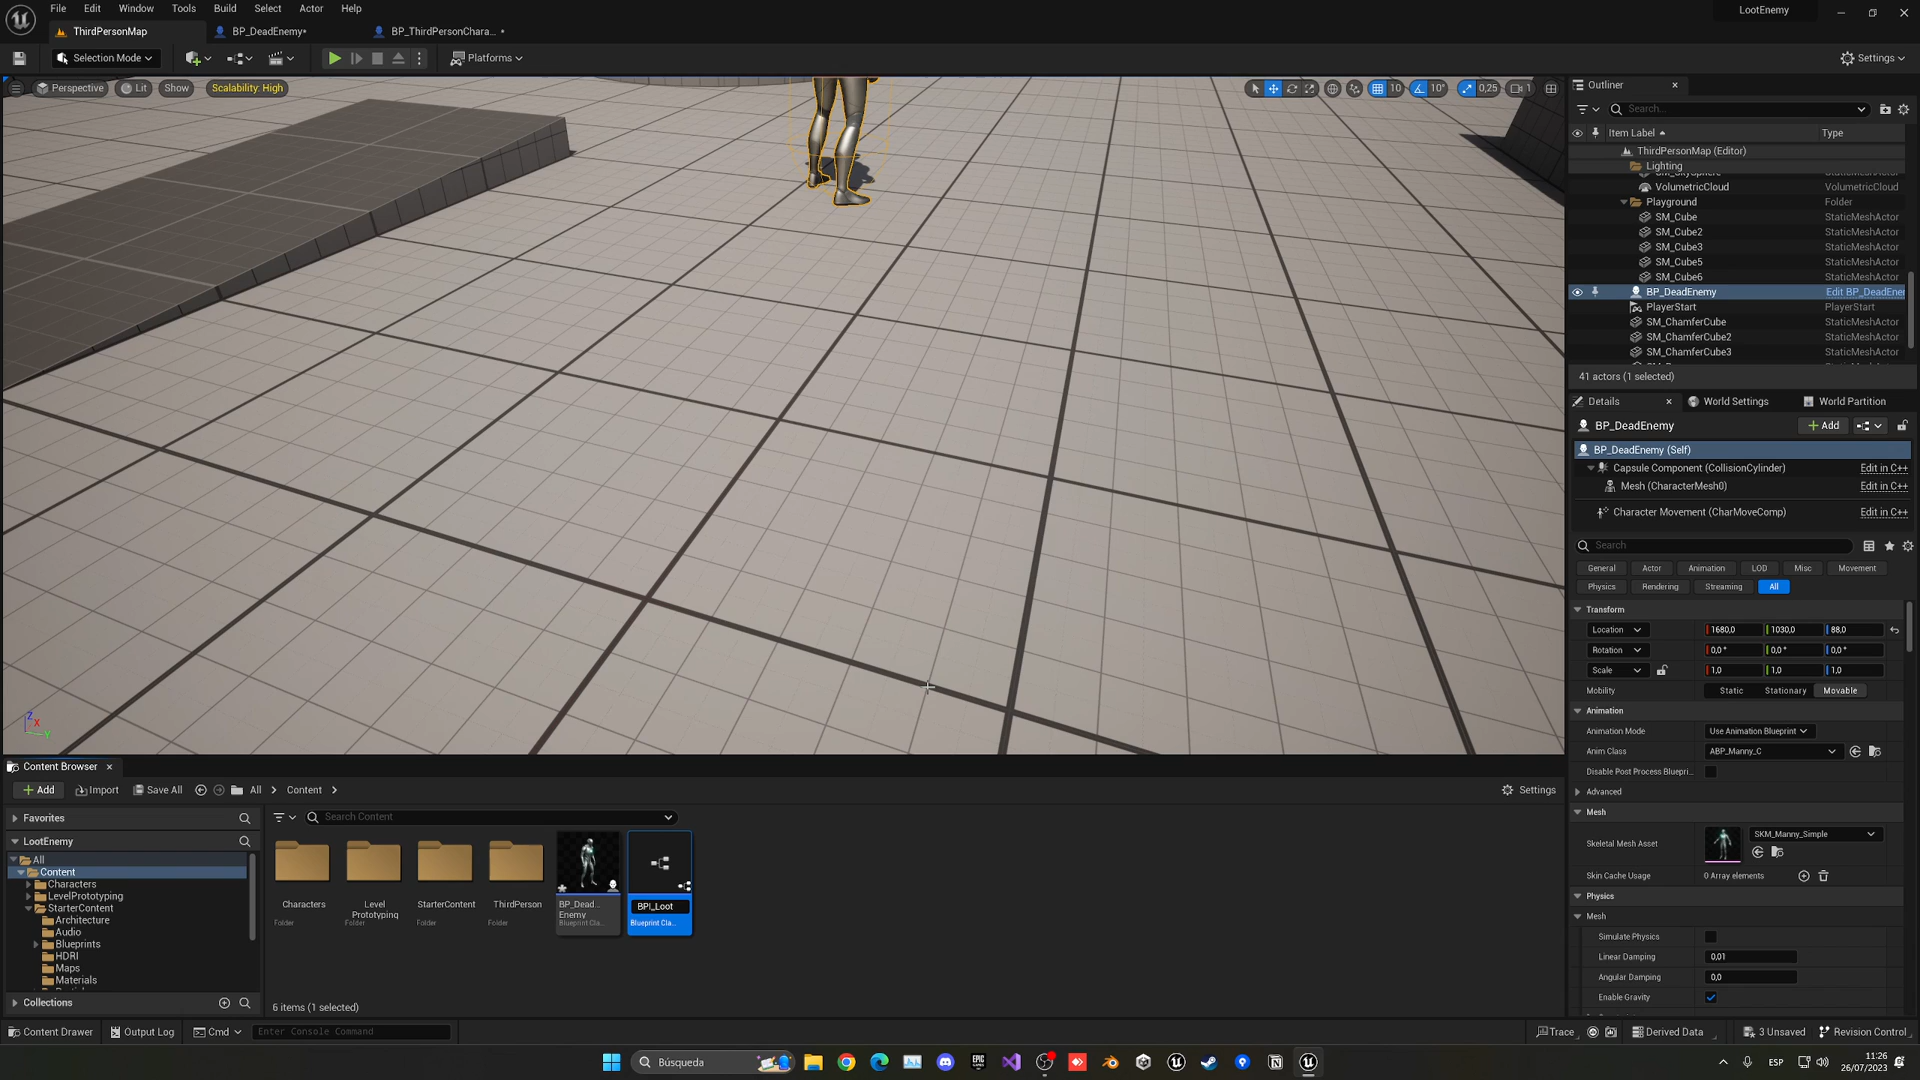 File Edit Window Tools Build Select Actor Help
LootEnemy
ThirdPersonMap
BP_DeadEnemy*
BP_ThirdPersonChara... *
Selection Mode
Platforms
Settings
Perspective
Lit
Show
Scalability: High
10
10°
0,25
1
Outliner
Search...
Item Label
Type
ThirdPersonMap (Editor)
Lighting
VolumetricCloud VolumetricCloud
Playground Folder
SM_Cube StaticMeshActor
SM_Cube2 StaticMeshActor
SM_Cube3 StaticMeshActor
SM_Cube5 StaticMeshActor
SM_Cube6 StaticMeshActor
BP_DeadEnemy Edit BP_DeadEner
PlayerStart PlayerStart
SM_ChamferCube StaticMeshActor
SM_ChamferCube2 StaticMeshActor
SM_ChamferCube3 StaticMeshActor
41 actors (1 selected)
Details
World Settings
World Partition
BP_DeadEnemy
Add
BP_DeadEnemy (Self)
Capsule Component (CollisionCylinder) Edit in C++
Mesh (CharacterMesh0) Edit in C++
Character Movement (CharMoveComp) Edit in C++
Search
General Actor Animation LOD Misc Movement
Physics Rendering Streaming All
Transform
Location 1680,0 1030,0 88,0
Rotation 0,0 ° 0,0 ° 0,0 °
Scale 1,0 1,0 1,0
Mobility Static Stationary Movable
Animation
Animation Mode Use Animation Blueprint
Anim Class ABP_Manny_C
Disable Post Process Bluepri...
Advanced
Mesh
Skeletal Mesh Asset SKM_Manny_Simple
Skin Cache Usage 0 Array elements
Physics
Mesh
Simulate Physics
Linear Damping 0,01
Angular Damping 0,0
Enable Gravity
Z
X
Y
Content Browser
Add
Import
Save All
All
Content
Settings
Favorites
LootEnemy
All
Content
Characters
LevelPrototyping
StarterContent
Architecture
Audio
Blueprints
HDRI
Maps
Materials
Collections
Search Content
Characters
Folder
Level
Prototyping
Folder
StarterContent
Folder
ThirdPerson
Folder
BP_Dead...
Enemy
Blueprint Cla...
BPI_Loot
Blueprint Cla...
6 items (1 selected)
Content Drawer
Output Log
Cmd
Enter Console Command
Trace
Derived Data
3 Unsaved
Revision Control
Búsqueda
ESP
11:26
26/07/2023